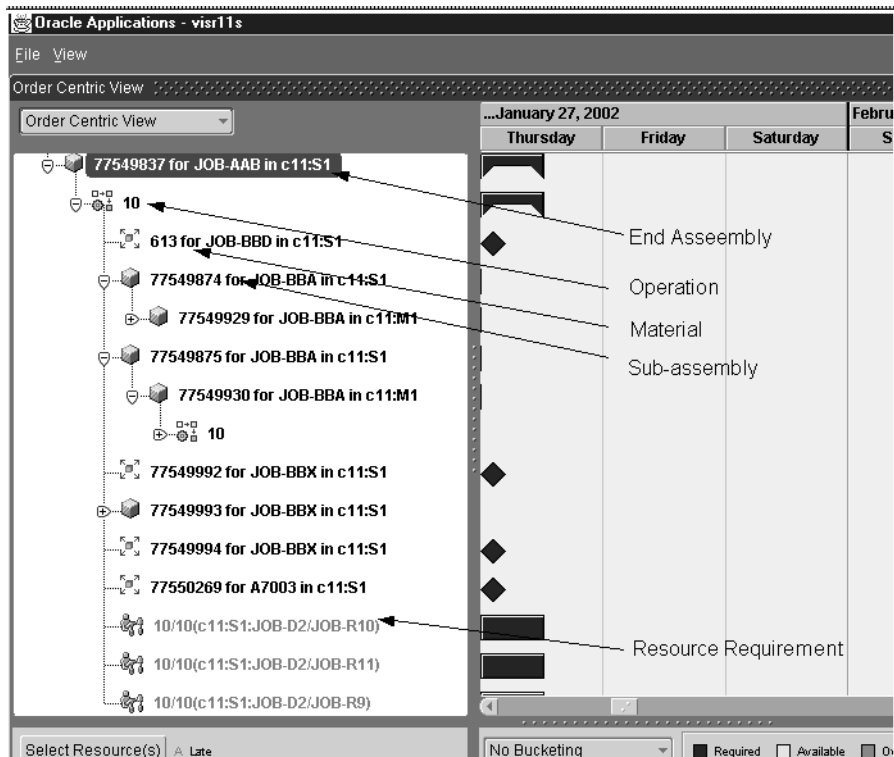 Oracle Applications - visr11s
File View
Order Centric View
Order Centric View
...January 27, 2002
Febru
Thursday Friday Saturday S
77549837 for JOB-AAB in c11:S1
10
613 for JOB-BBD in c11:S1
77549874 for JOB-BBA in c11:S1
77549929 for JOB-BBA in c11:M1
77549875 for JOB-BBA in c11:S1
77549930 for JOB-BBA in c11:M1
10
77549992 for JOB-BBX in c11:S1
77549993 for JOB-BBX in c11:S1
77549994 for JOB-BBX in c11:S1
77550269 for A7003 in c11:S1
10/10(c11:S1:JOB-D2/JOB-R10)
10/10(c11:S1:JOB-D2/JOB-R11)
10/10(c11:S1:JOB-D2/JOB-R9)
End Asseembly
Operation
Material
Sub-assembly
Resource Requirement
Select Resource(s) A Late
No Bucketing
Required Available Ov